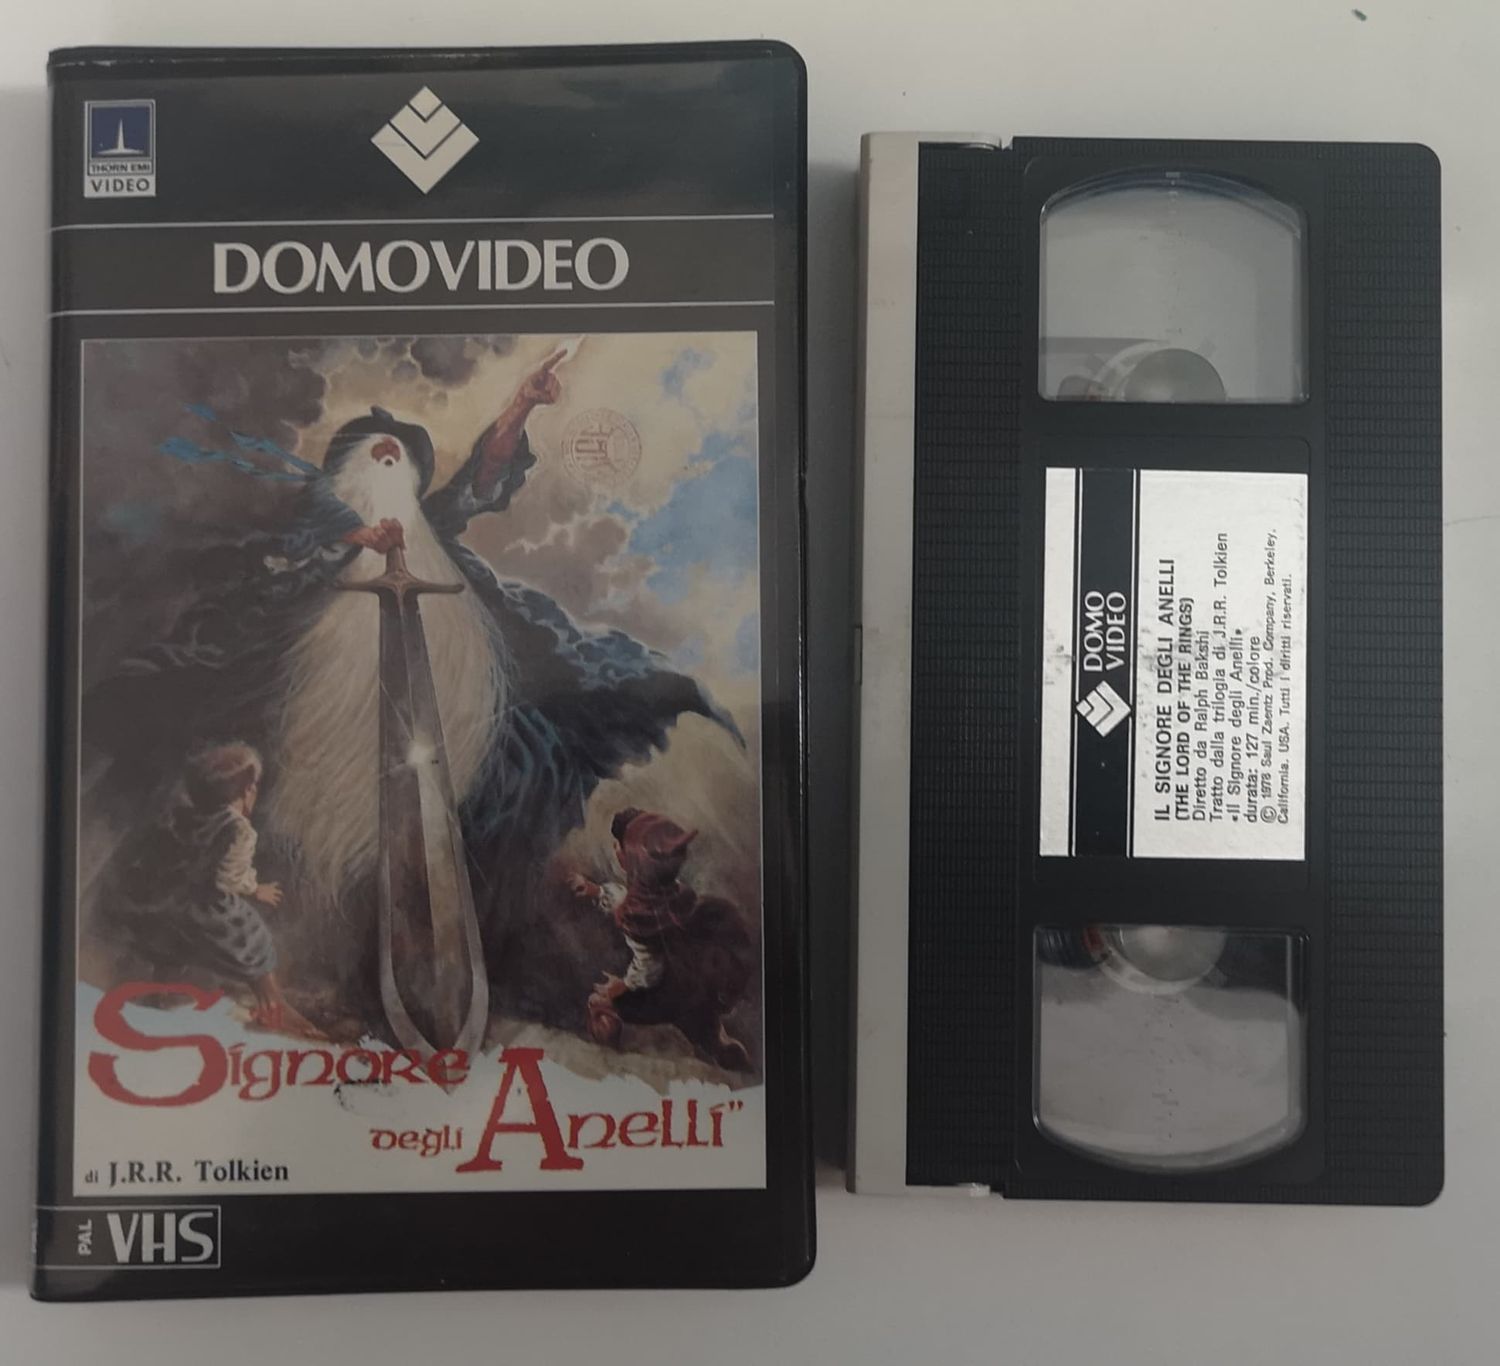 THORN EMI
VIDEO
DOMOVIDEO
Signore
degli Anelli"
di J.R.R. Tolkien
PAL VHS
DOMO
VIDEO
IL SIGNORE DEGLI ANELLI
(THE LORD OF THE RINGS)
Diretto da Ralph Bakshi
Tratto dalla trilogia di J.R.R. Tolkien
«Il Signore degli Anelli»
durata: 127 min./colore
© 1978 Saul Zaentz Prod. Company, Berkeley,
California. USA. Tutti i diritti riservati.